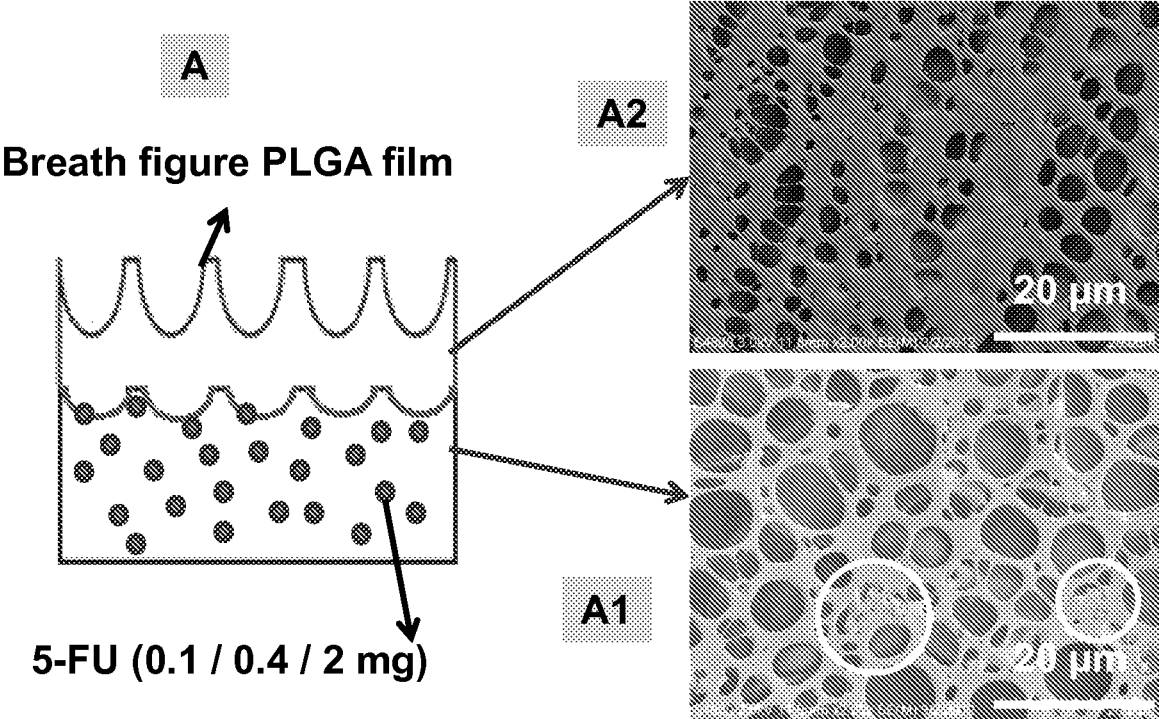 A
A2
Breath figure PLGA film
20 µm
A1
20 µm
5-FU (0.1 / 0.4 / 2 mg)